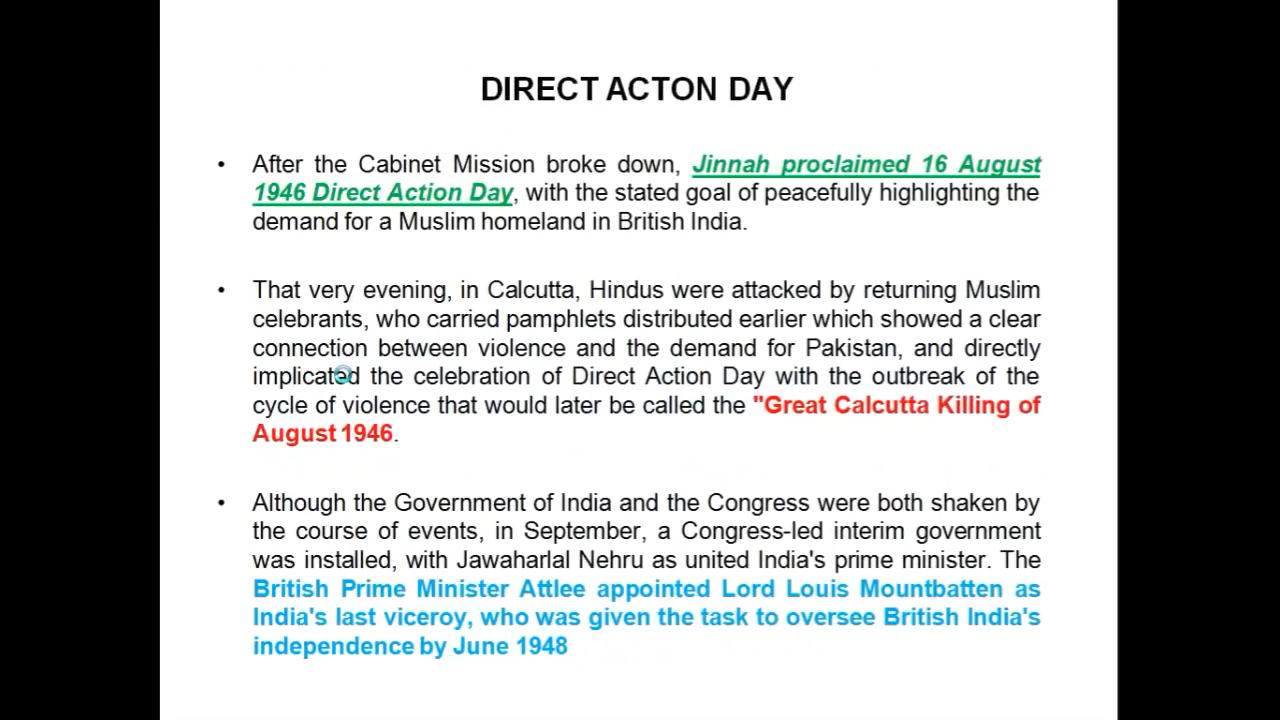 DIRECT ACTON DAY
• After the Cabinet Mission broke down, Jinnah proclaimed 16 August
1946 Direct Action Day, with the stated goal of peacefully highlighting the
demand for a Muslim homeland in British India.
• That very evening, in Calcutta, Hindus were attacked by returning Muslim
celebrants, who carried pamphlets distributed earlier which showed a clear
connection between violence and the demand for Pakistan, and directly
implicated the celebration of Direct Action Day with the outbreak of the
cycle of violence that would later be called the "Great Calcutta Killing of
August 1946.
• Although the Government of India and the Congress were both shaken by
the course of events, in September, a Congress-led interim government
was installed, with Jawaharlal Nehru as united India's prime minister. The
British Prime Minister Attlee appointed Lord Louis Mountbatten as
India's last viceroy, who was given the task to oversee British India's
independence by June 1948